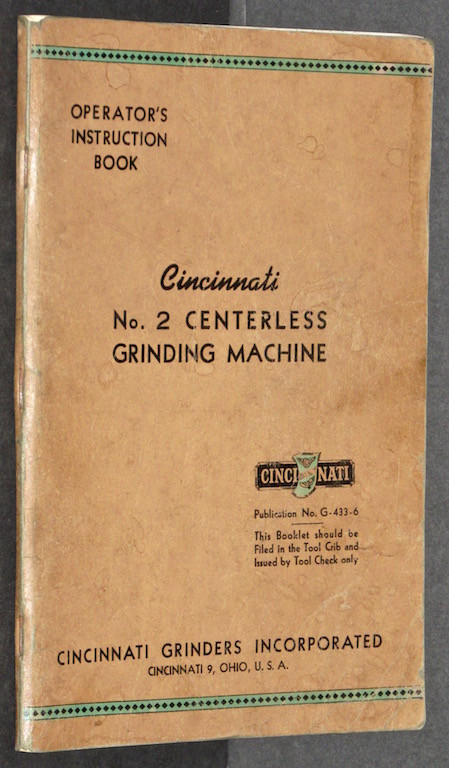 OPERATOR'S
INSTRUCTION
BOOK
Cincinnati
No. 2 CENTERLESS
GRINDING MACHINE
CINCINNATI
Publication No. G-433-6
This Booklet should be
Filed in the Tool Crib and
Issued by Tool Check only
CINCINNATI GRINDERS INCORPORATED
CINCINNATI 9, OHIO, U. S. A.